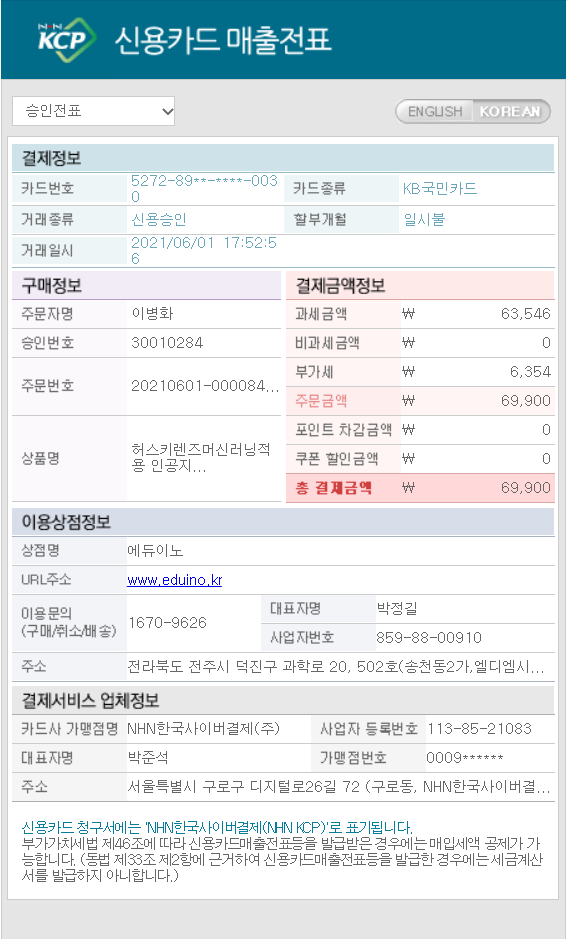 NHN KCP 신용카드 매출전표
승인전표 ENGLISH KOREAN
결제정보
카드번호 5272-89**-****-003
0 카드종류 KB국민카드
거래종류 신용승인 할부개월 일시불
거래일시 2021/06/01 17:52:5
6
구매정보
주문자명 이병화
승인번호 30010284
주문번호 20210601-000084...
상품명 허스키렌즈머신러닝적
용 인공지...
결제금액정보
과세금액 ₩ 63,546
비과세금액 ₩ 0
부가세 ₩ 6,354
주문금액 ₩ 69,900
포인트 차감금액 ₩ 0
쿠폰 할인금액 ₩ 0
총 결제금액 ₩ 69,900
이용상점정보
상점명 에듀이노
URL주소 www.eduino.kr
이용문의
(구매/취소/배송) 1670-9626
대표자명 박정길
사업자번호 859-88-00910
주소 전라북도 전주시 덕진구 과학로 20, 502호(송천동2가,엘디엠시...
결제서비스 업체정보
카드사 가맹점명 NHN한국사이버결제(주) 사업자 등록번호 113-85-21083
대표자명 박준석 가맹점번호 0009******
주소 서울특별시 구로구 디지털로26길 72 (구로동, NHN한국사이버결...
신용카드 청구서에는 'NHN한국사이버결제(NHN KCP)'로 표기됩니다.
부가가치세법 제46조에 따라 신용카드매출전표등을 발급받은 경우에는 매입세액 공제가 가
능합니다. (동법 제33조 제2항에 근거하여 신용카드매출전표등을 발급한 경우에는 세금계산
서를 발급하지 아니합니다.)